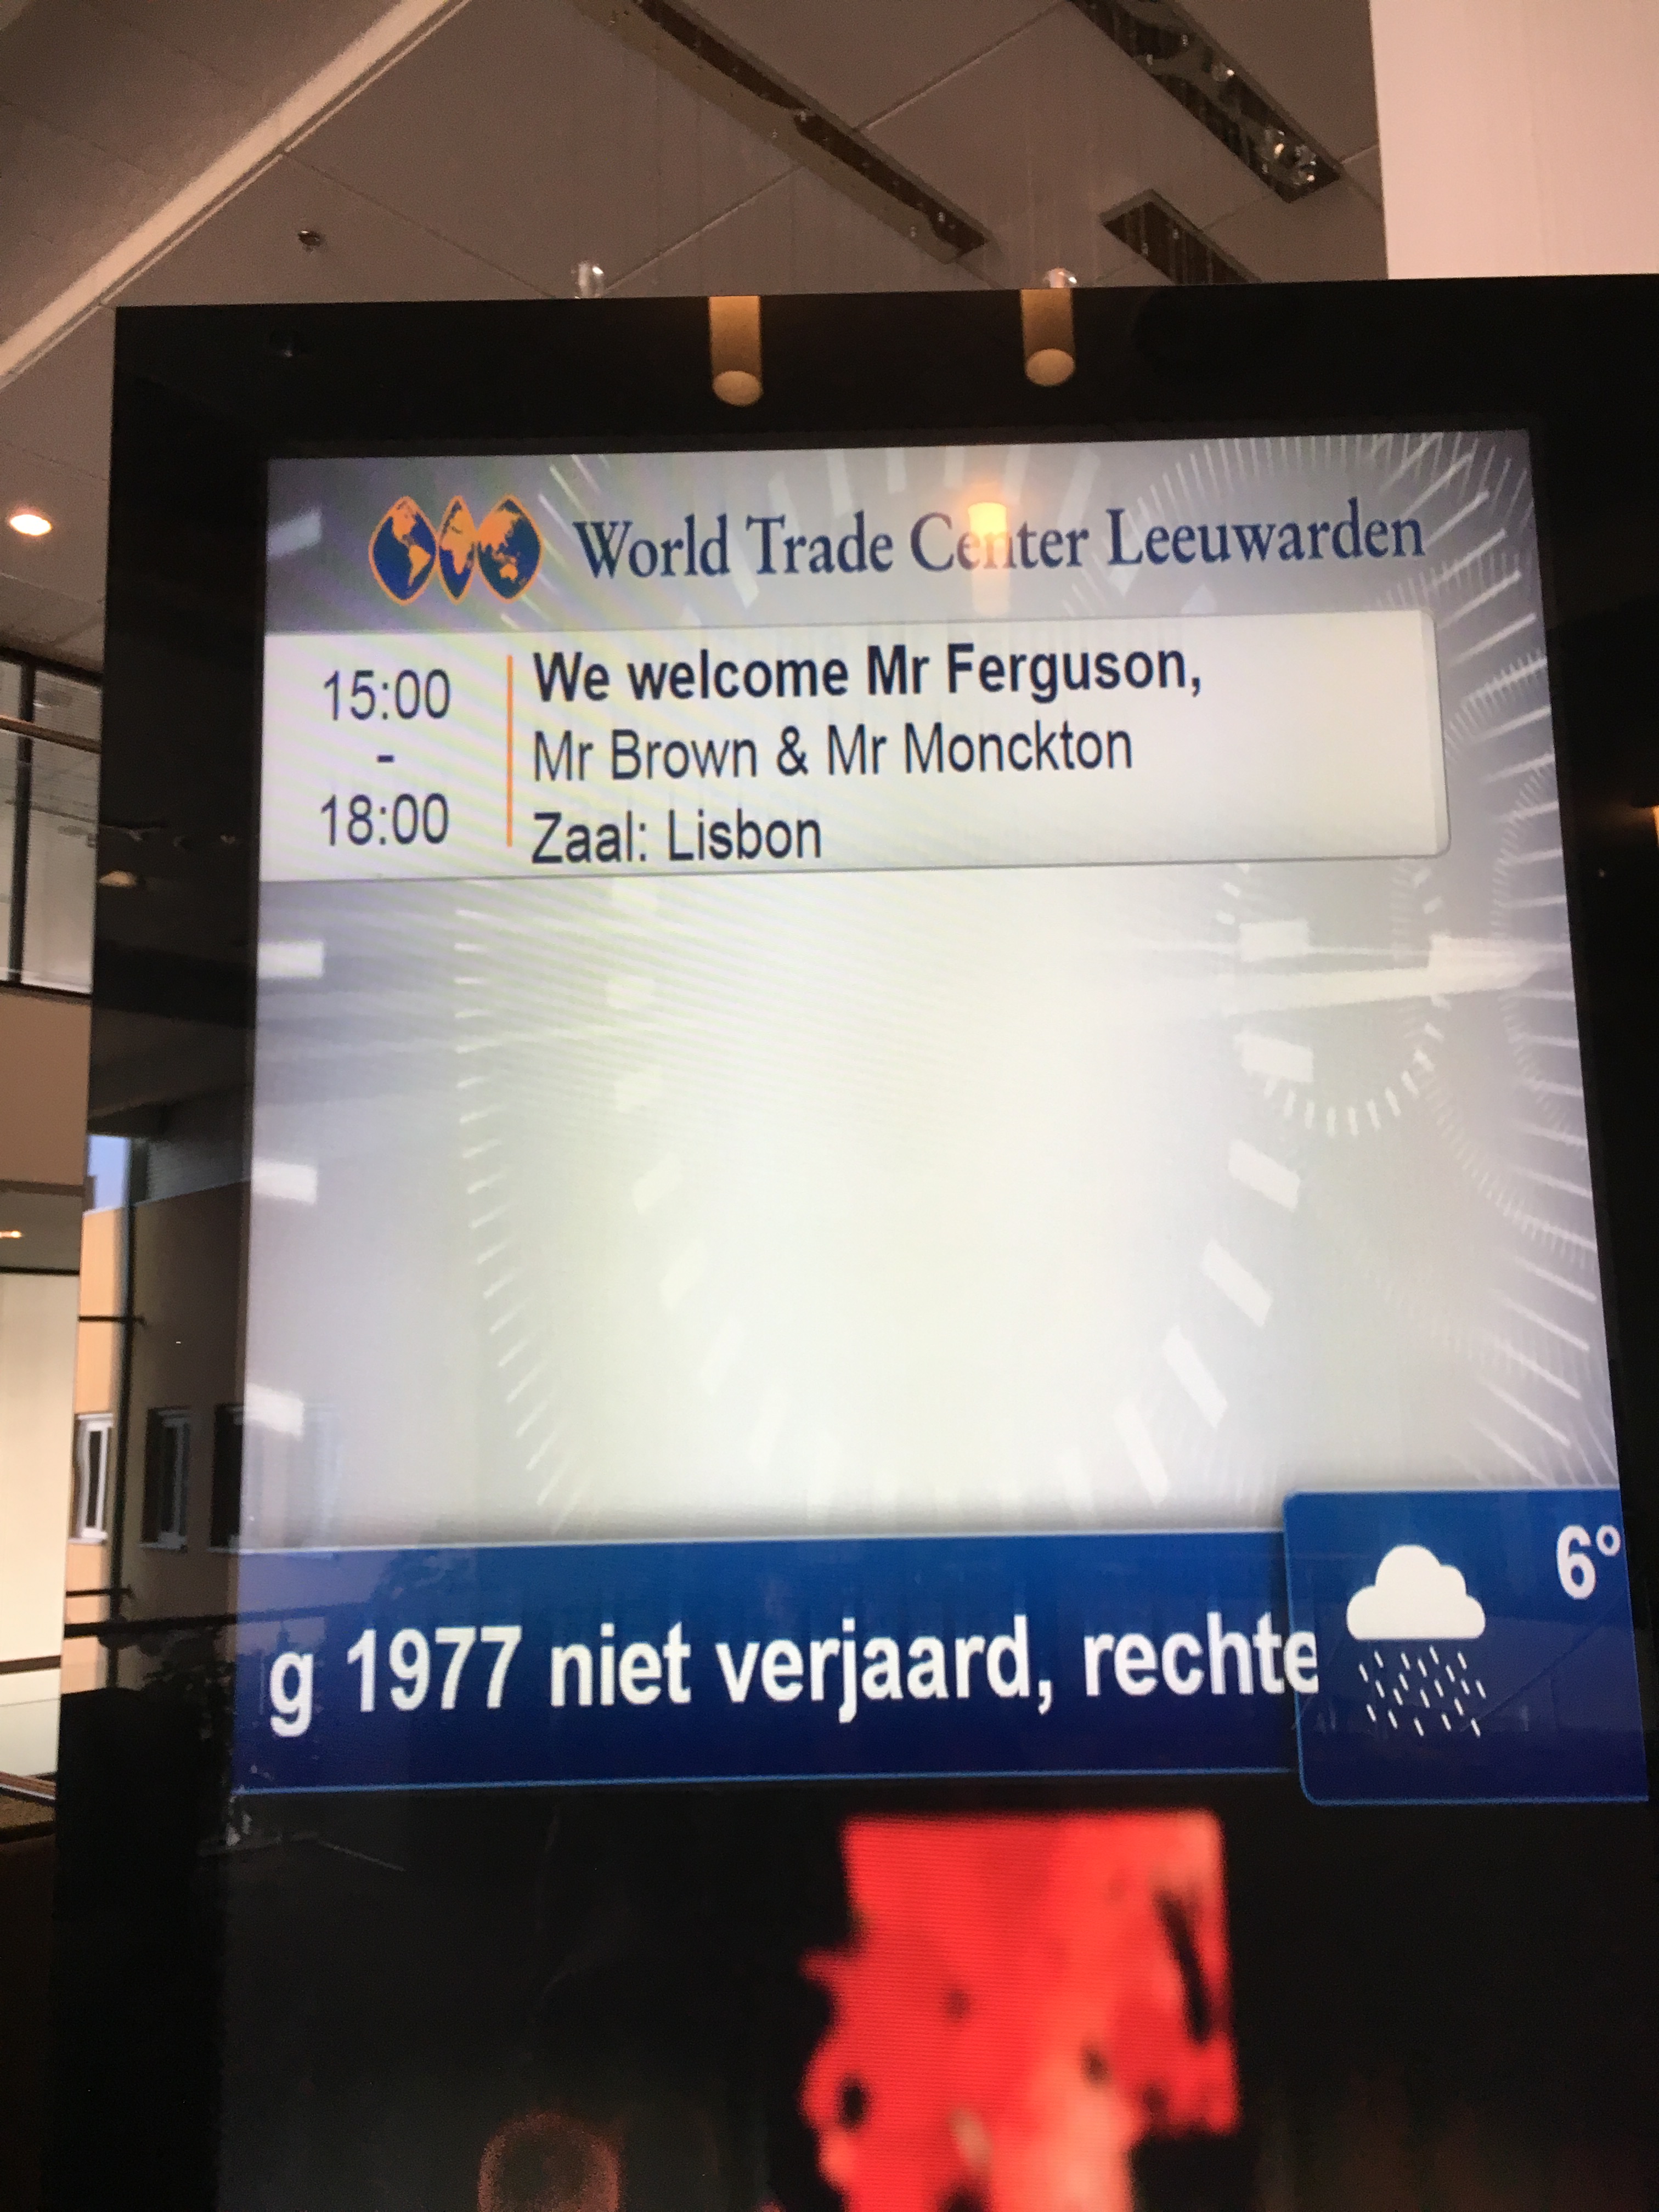 World Trade Center Leeuwarden
15:00
-
18:00
We welcome Mr Ferguson,
Mr Brown & Mr Monckton
Zaal: Lisbon
6°
g 1977 niet verjaard, rechte